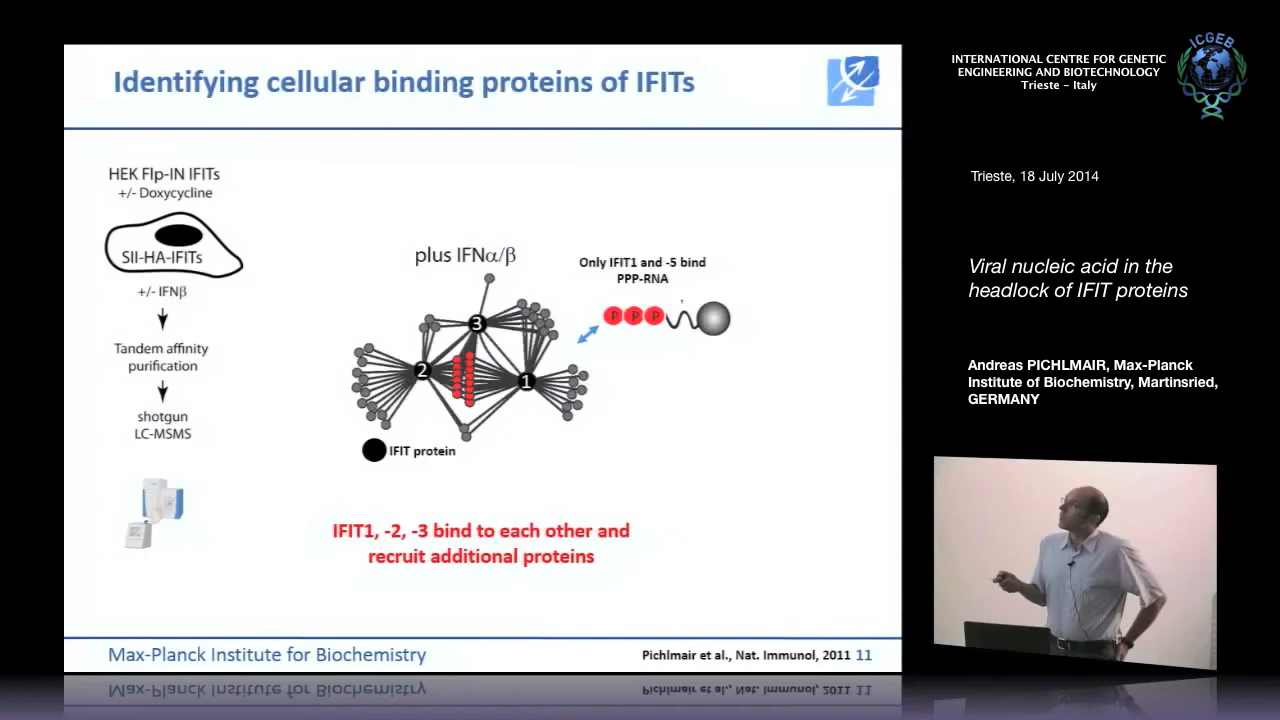 Identifying cellular binding proteins of IFITs
HEK Flp-IN IFITs
+/- Doxycycline
SII-HA-IFITs
+/- IFNβ
Tandem affinity
purification
shotgun
LC-MSMS
plus IFNα/β
Only IFIT1 and -5 bind
PPP-RNA
P P P
3
2
1
IFIT protein
IFIT1, -2, -3 bind to each other and
recruit additional proteins
Max-Planck Institute for Biochemistry
Pichlmair et al., Nat. Immunol, 2011 11
INTERNATIONAL CENTRE FOR GENETIC
ENGINEERING AND BIOTECHNOLOGY
Trieste – Italy
ICGEB
Trieste, 18 July 2014
Viral nucleic acid in the
headlock of IFIT proteins
Andreas PICHLMAIR, Max-Planck
Institute of Biochemistry, Martinsried,
GERMANY